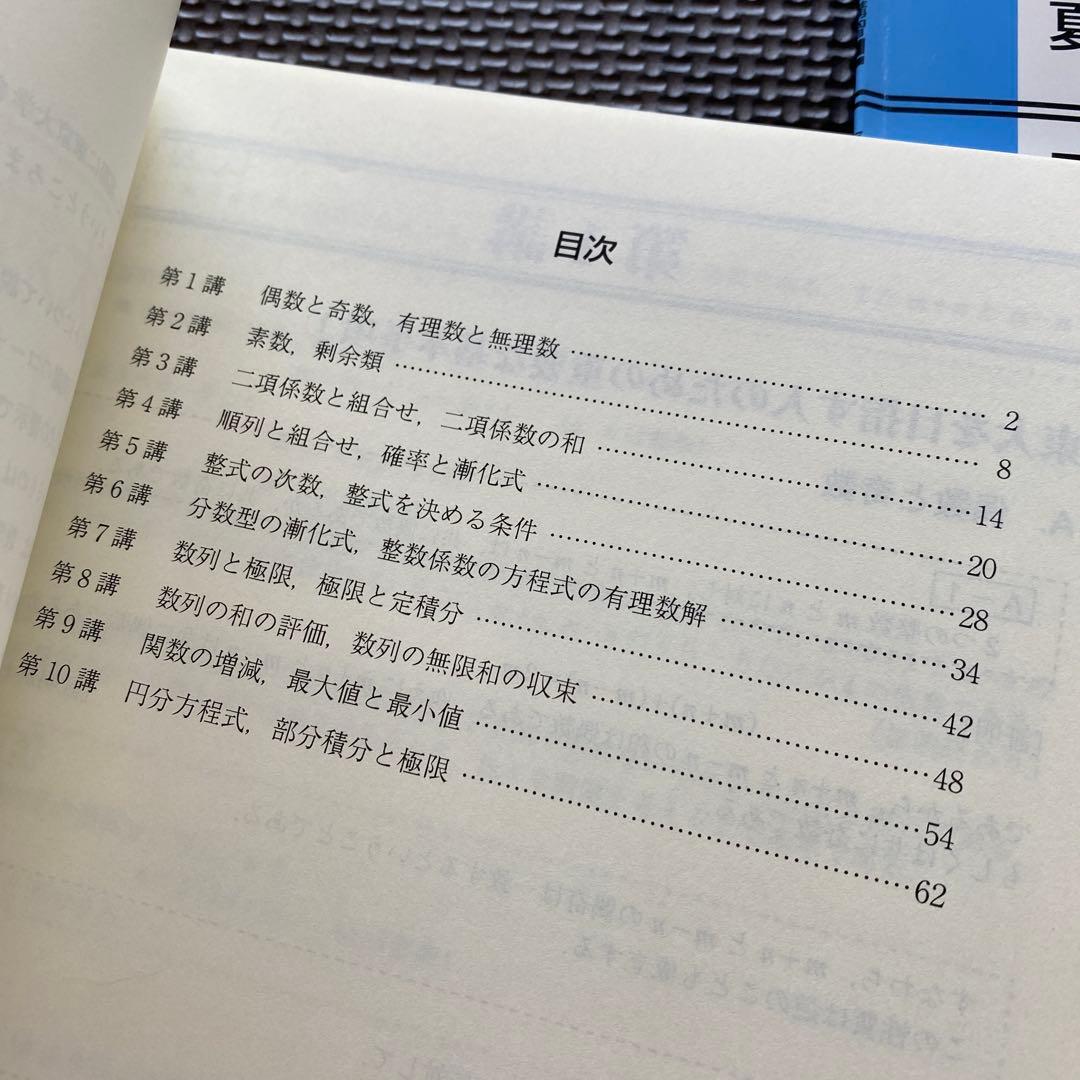 目次
第1講 偶数と奇数，有理数と無理数 2
第2講 素数，剰余類 8
第3講 二項係数と組合せ，二項係数の和 14
第4講 順列と組合せ，確率と漸化式 20
第5講 整式の次数，整式を決める条件 28
第6講 分数型の漸化式，整数係数の方程式の有理数解 34
第7講 数列と極限，極限と定積分 42
第8講 数列の和の評価，数列の無限和の収束 48
第9講 関数の増減，最大値と最小値 54
第10講 円分方程式，部分積分と極限 62
夏